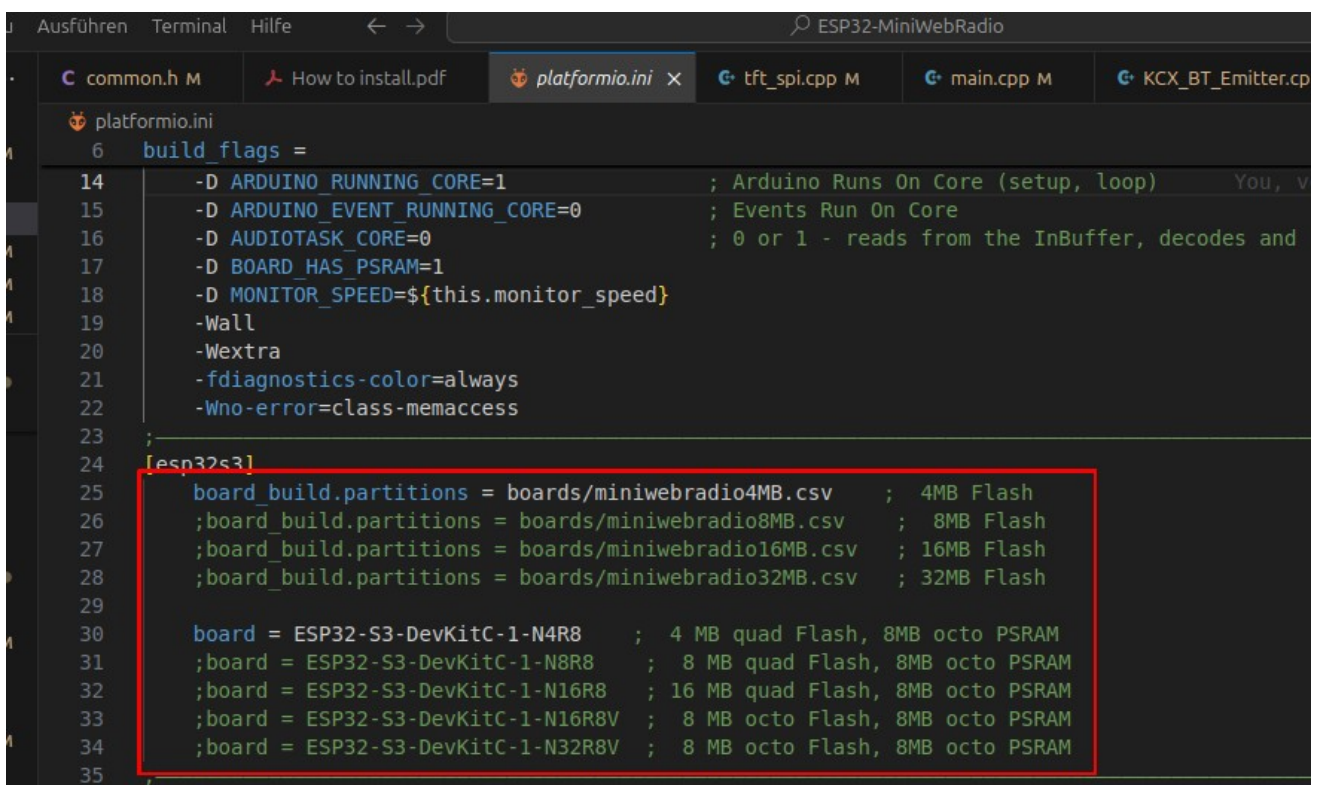 Ausführen Terminal Hilfe ← → ESP32-MiniWebRadio
C common.h M How to install.pdf platformio.ini × tft_spi.cpp M main.cpp M KCX_BT_Emitter.cp
platformio.ini
6 build_flags =
14 -D ARDUINO_RUNNING_CORE=1 ; Arduino Runs On Core (setup, loop) You, v
15 -D ARDUINO_EVENT_RUNNING_CORE=0 ; Events Run On Core
16 -D AUDIOTASK_CORE=0 ; 0 or 1 - reads from the InBuffer, decodes and
17 -D BOARD_HAS_PSRAM=1
18 -D MONITOR_SPEED=${this.monitor_speed}
19 -Wall
20 -Wextra
21 -fdiagnostics-color=always
22 -Wno-error=class-memaccess
23 ;
24 [esp32s3]
25 board_build.partitions = boards/miniwebradio4MB.csv ; 4MB Flash
26 ;board_build.partitions = boards/miniwebradio8MB.csv ; 8MB Flash
27 ;board_build.partitions = boards/miniwebradio16MB.csv ; 16MB Flash
28 ;board_build.partitions = boards/miniwebradio32MB.csv ; 32MB Flash
29
30 board = ESP32-S3-DevKitC-1-N4R8 ; 4 MB quad Flash, 8MB octo PSRAM
31 ;board = ESP32-S3-DevKitC-1-N8R8 ; 8 MB quad Flash, 8MB octo PSRAM
32 ;board = ESP32-S3-DevKitC-1-N16R8 ; 16 MB quad Flash, 8MB octo PSRAM
33 ;board = ESP32-S3-DevKitC-1-N16R8V ; 8 MB octo Flash, 8MB octo PSRAM
34 ;board = ESP32-S3-DevKitC-1-N32R8V ; 8 MB octo Flash, 8MB octo PSRAM
35 ;